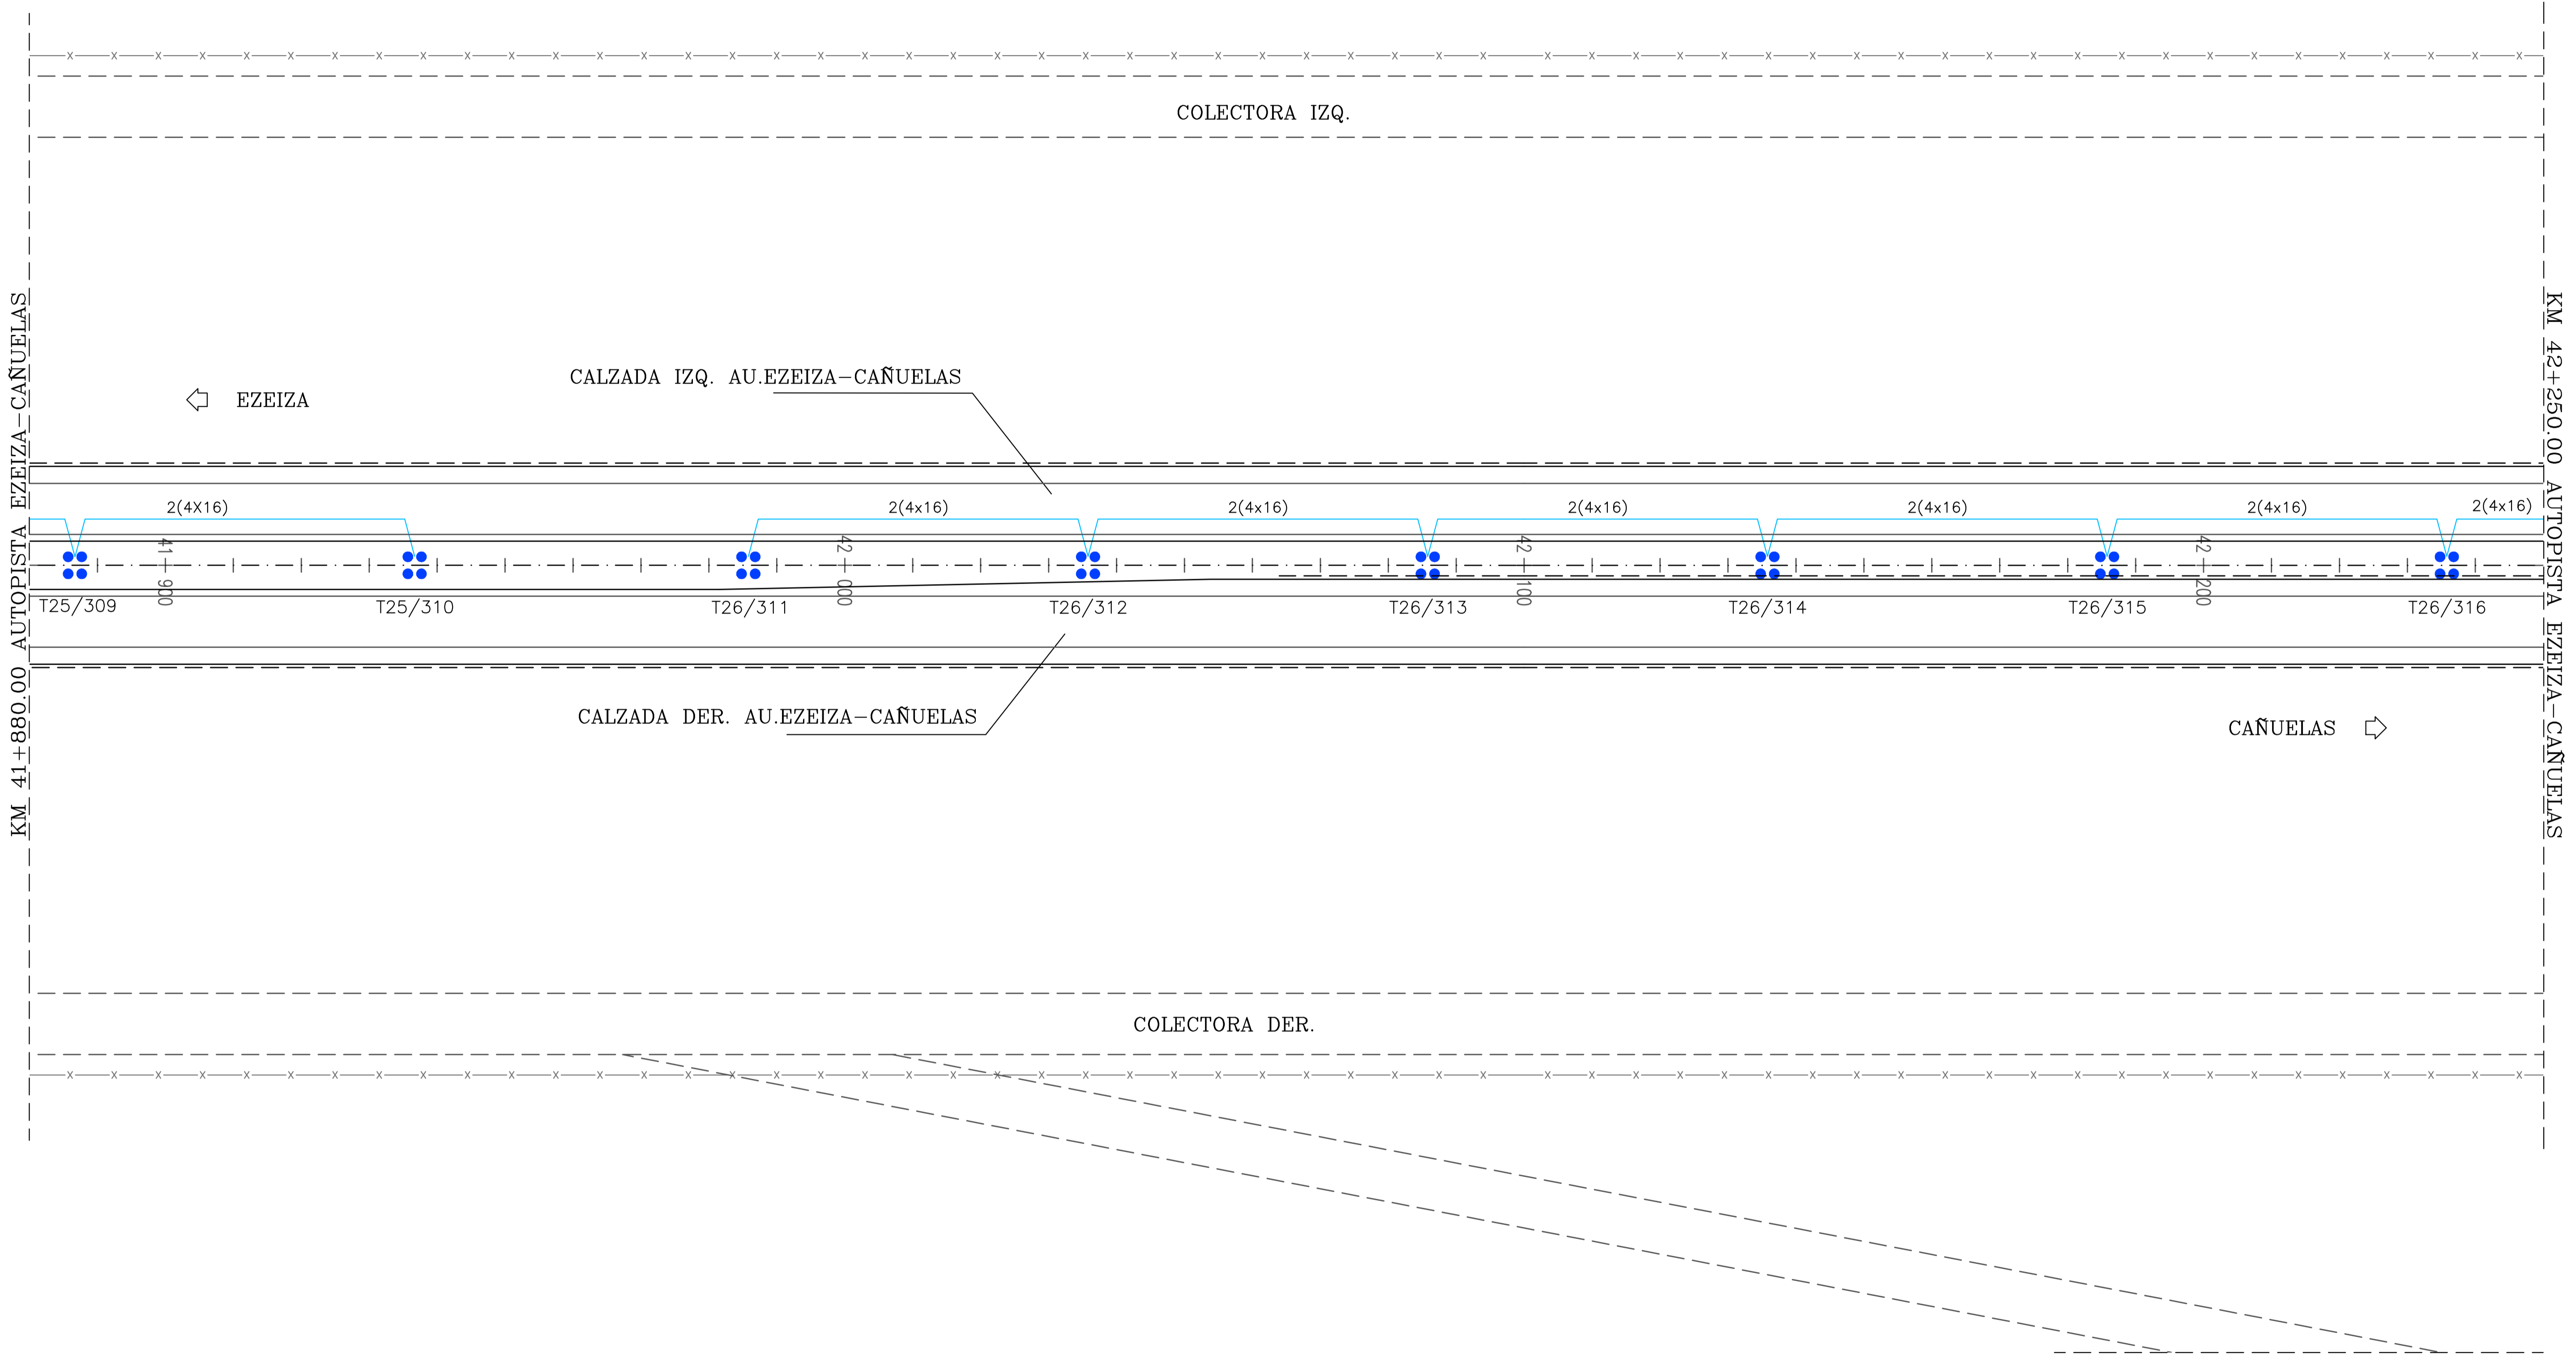 COLECTORA IZQ.
KM 41+880.00 AUTOPISTA EZEIZA-CAÑUELAS
KM 42+250.00 AUTOPISTA EZEIZA-CAÑUELAS
CALZADA IZQ. AU.EZEIZA-CAÑUELAS
EZEIZA
2(4X16)
2(4x16)
2(4x16)
2(4x16)
2(4x16)
2(4x16)
2(4x16)
41 900
42 000
42 100
42 200
T25/309
T25/310
T26/311
T26/312
T26/313
T26/314
T26/315
T26/316
CALZADA DER. AU.EZEIZA-CAÑUELAS
CAÑUELAS
COLECTORA DER.